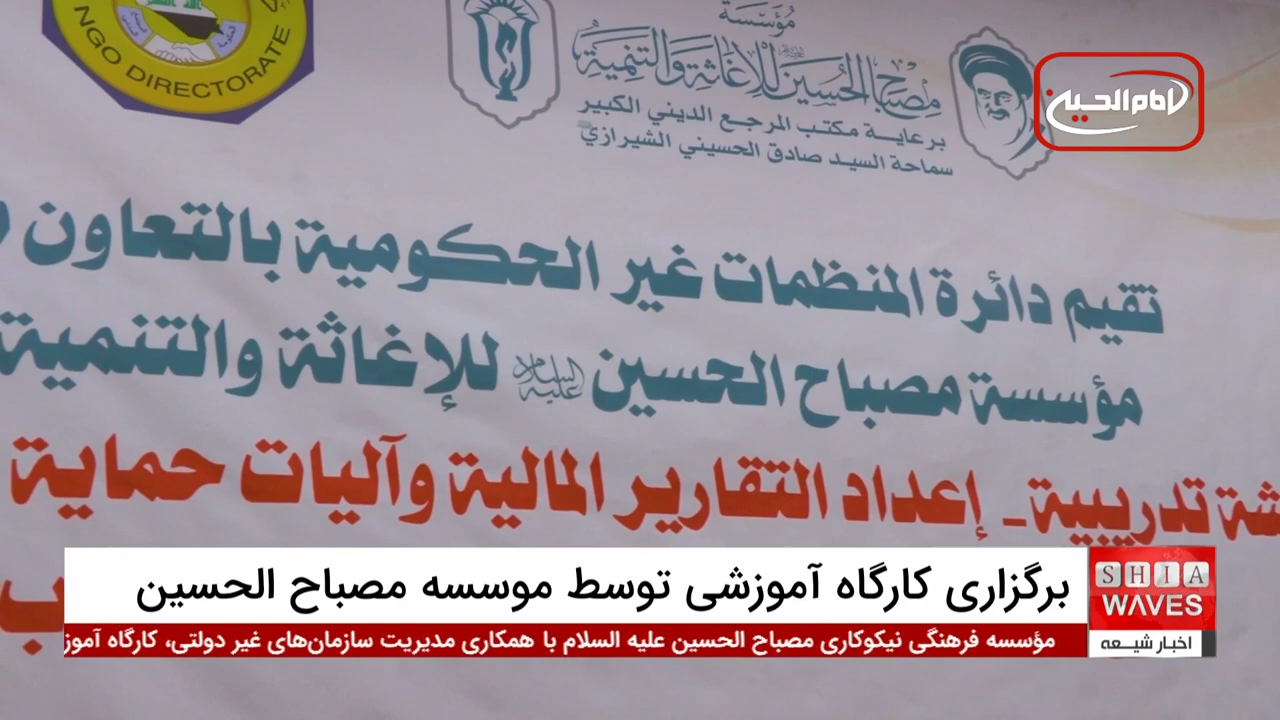 NGO DIRECTORATE
مؤسسة
مصباح الحسين للإغاثة والتنمية
برعاية مكتب المرجع الديني الكبير
سماحة السيد صادق الحسيني الشيرازي
امام الحسین
تقيم دائرة المنظمات غير الحكومية بالتعاون
مؤسسة مصباح الحسين عليه السلام للإغاثة والتنمية
تدريبية - إعداد التقارير المالية وآليات حماية
برگزاری کارگاه آموزشی توسط موسسه مصباح الحسین
مؤسسه فرهنگی نیکوکاری مصباح الحسین علیه السلام با همکاری مدیریت سازمان‌های غیر دولتی، کارگاه آموز
SHIA
WAVES
اخبار شیعه